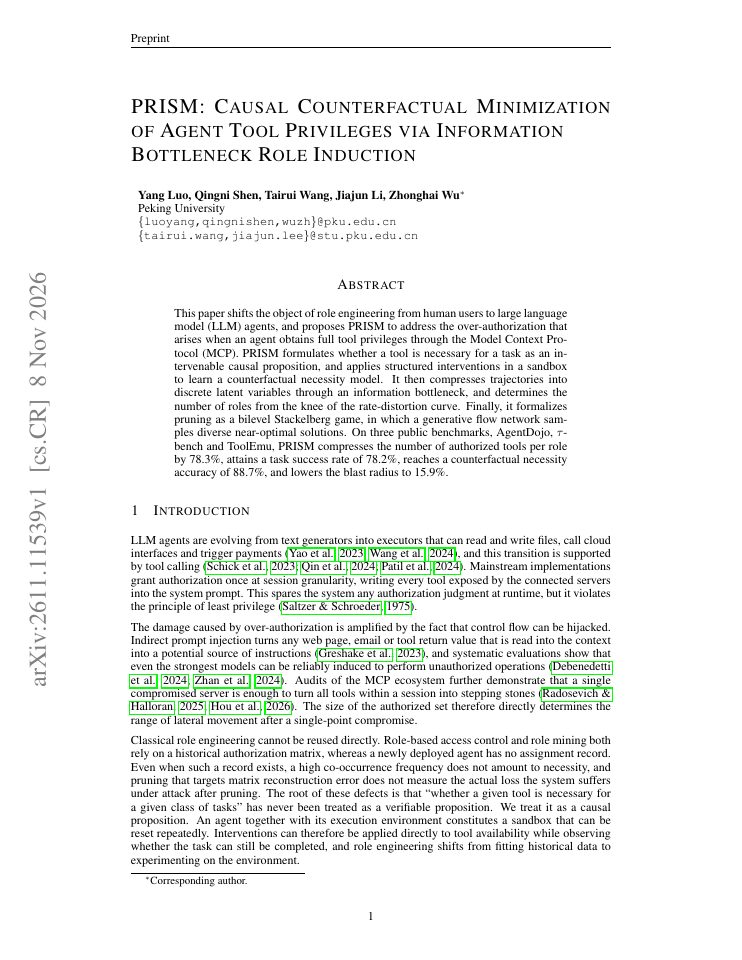 Preprint
PRISM: CAUSAL COUNTERFACTUAL MINIMIZATION
OF AGENT TOOL PRIVILEGES VIA INFORMATION
BOTTLENECK ROLE INDUCTION
Yang Luo, Qingni Shen, Tairui Wang, Jiajun Li, Zhonghai Wu*
Peking University
{luoyang,qingnishen,wuzh}@pku.edu.cn
{tairui.wang,jiajun.lee}@stu.pku.edu.cn
arXiv:2611.11539v1 [cs.CR] 8 Nov 2026
ABSTRACT
This paper shifts the object of role engineering from human users to large language
model (LLM) agents, and proposes PRISM to address the over-authorization that
arises when an agent obtains full tool privileges through the Model Context Pro-
tocol (MCP). PRISM formulates whether a tool is necessary for a task as an in-
tervenable causal proposition, and applies structured interventions in a sandbox
to learn a counterfactual necessity model. It then compresses trajectories into
discrete latent variables through an information bottleneck, and determines the
number of roles from the knee of the rate-distortion curve. Finally, it formalizes
pruning as a bilevel Stackelberg game, in which a generative flow network sam-
ples diverse near-optimal solutions. On three public benchmarks, AgentDojo, τ-
bench and ToolEmu, PRISM compresses the number of authorized tools per role
by 78.3%, attains a task success rate of 78.2%, reaches a counterfactual necessity
accuracy of 88.7%, and lowers the blast radius to 15.9%.
1 INTRODUCTION
LLM agents are evolving from text generators into executors that can read and write files, call cloud
interfaces and trigger payments (Yao et al., 2023; Wang et al., 2024), and this transition is supported
by tool calling (Schick et al., 2023; Qin et al., 2024; Patil et al., 2024). Mainstream implementations
grant authorization once at session granularity, writing every tool exposed by the connected servers
into the system prompt. This spares the system any authorization judgment at runtime, but it violates
the principle of least privilege (Saltzer & Schroeder, 1975).
The damage caused by over-authorization is amplified by the fact that control flow can be hijacked.
Indirect prompt injection turns any web page, email or tool return value that is read into the context
into a potential source of instructions (Greshake et al., 2023), and systematic evaluations show that
even the strongest models can be reliably induced to perform unauthorized operations (Debenedetti
et al., 2024; Zhan et al., 2024). Audits of the MCP ecosystem further demonstrate that a single
compromised server is enough to turn all tools within a session into stepping stones (Radosevich &
Halloran, 2025; Hou et al., 2026). The size of the authorized set therefore directly determines the
range of lateral movement after a single-point compromise.
Classical role engineering cannot be reused directly. Role-based access control and role mining both
rely on a historical authorization matrix, whereas a newly deployed agent has no assignment record.
Even when such a record exists, a high co-occurrence frequency does not amount to necessity, and
pruning that targets matrix reconstruction error does not measure the actual loss the system suffers
under attack after pruning. The root of these defects is that “whether a given tool is necessary for
a given class of tasks” has never been treated as a verifiable proposition. We treat it as a causal
proposition. An agent together with its execution environment constitutes a sandbox that can be
reset repeatedly. Interventions can therefore be applied directly to tool availability while observing
whether the task can still be completed, and role engineering shifts from fitting historical data to
experimenting on the environment.
*Corresponding author.
1